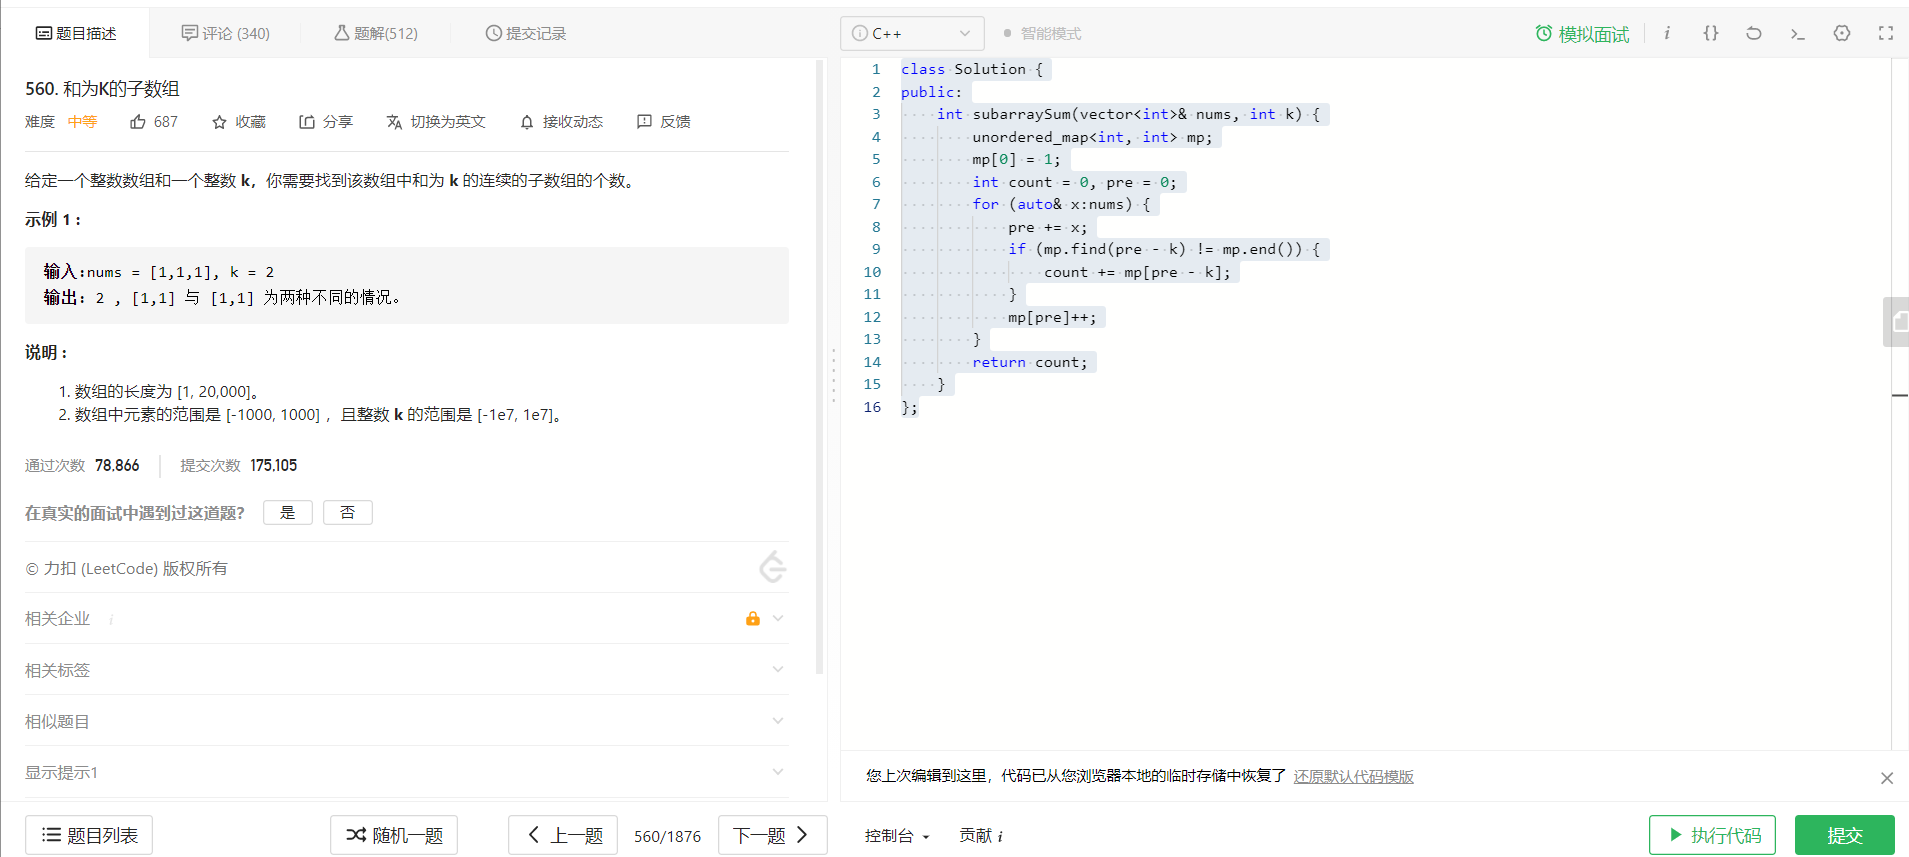 题目描述
评论 (340)
题解(512)
提交记录
560. 和为K的子数组
难度 中等 687 收藏 分享 切换为英文 接收动态 反馈
给定一个整数数组和一个整数 k，你需要找到该数组中和为 k 的连续的子数组的个数。
示例 1 :
输入:nums = [1,1,1], k = 2
输出: 2 , [1,1] 与 [1,1] 为两种不同的情况。
说明 :
1. 数组的长度为 [1, 20,000]。
2. 数组中元素的范围是 [-1000, 1000] ，且整数 k 的范围是 [-1e7, 1e7]。
通过次数 78,866 提交次数 175,105
在真实的面试中遇到过这道题? 是 否
© 力扣 (LeetCode) 版权所有
相关企业 i
相关标签
相似题目
显示提示1
题目列表
随机一题
上一题
560/1876
下一题
C++
智能模式
模拟面试
i {}
1 class Solution {
2 public:
3 int subarraySum(vector<int>& nums, int k) {
4 unordered_map<int, int> mp;
5 mp[0] = 1;
6 int count = 0, pre = 0;
7 for (auto& x:nums) {
8 pre += x;
9 if (mp.find(pre - k) != mp.end()) {
10 count += mp[pre - k];
11 }
12 mp[pre]++;
13 }
14 return count;
15 }
16 };
您上次编辑到这里，代码已从您浏览器本地的临时存储中恢复了 还原默认代码模版
控制台
贡献 i
执行代码
提交